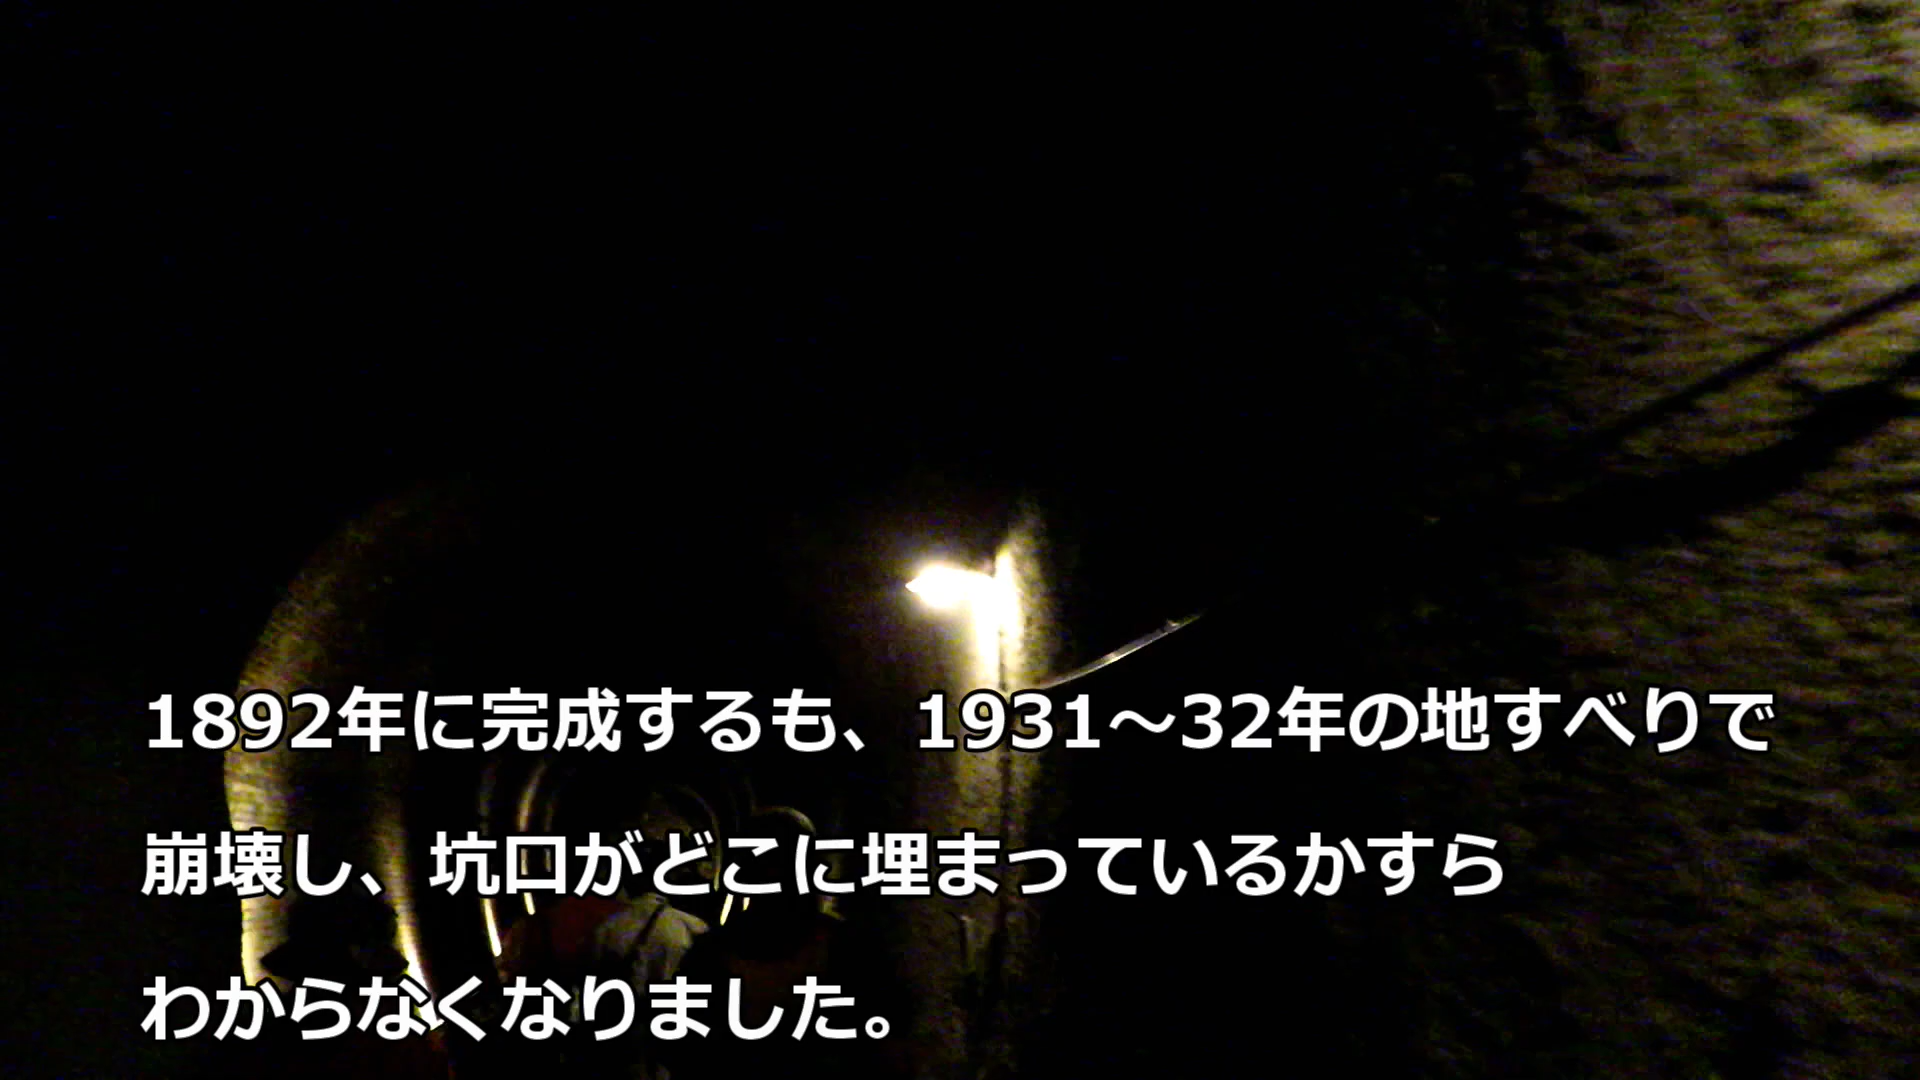 1892年に完成するも、1931～32年の地すべりで
崩壊し、坑口がどこに埋まっているかすら
わからなくなりました。